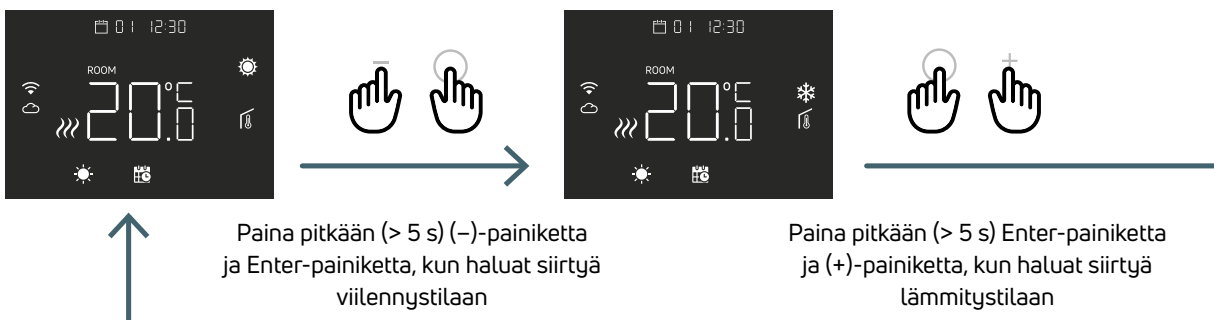 01 12:30
ROOM
20.0°C
01 12:30
ROOM
20.0°C
Paina pitkään (> 5 s) (–)-painiketta
ja Enter-painiketta, kun haluat siirtyä
viilennystilaan
Paina pitkään (> 5 s) Enter-painiketta
ja (+)-painiketta, kun haluat siirtyä
lämmitystilaan